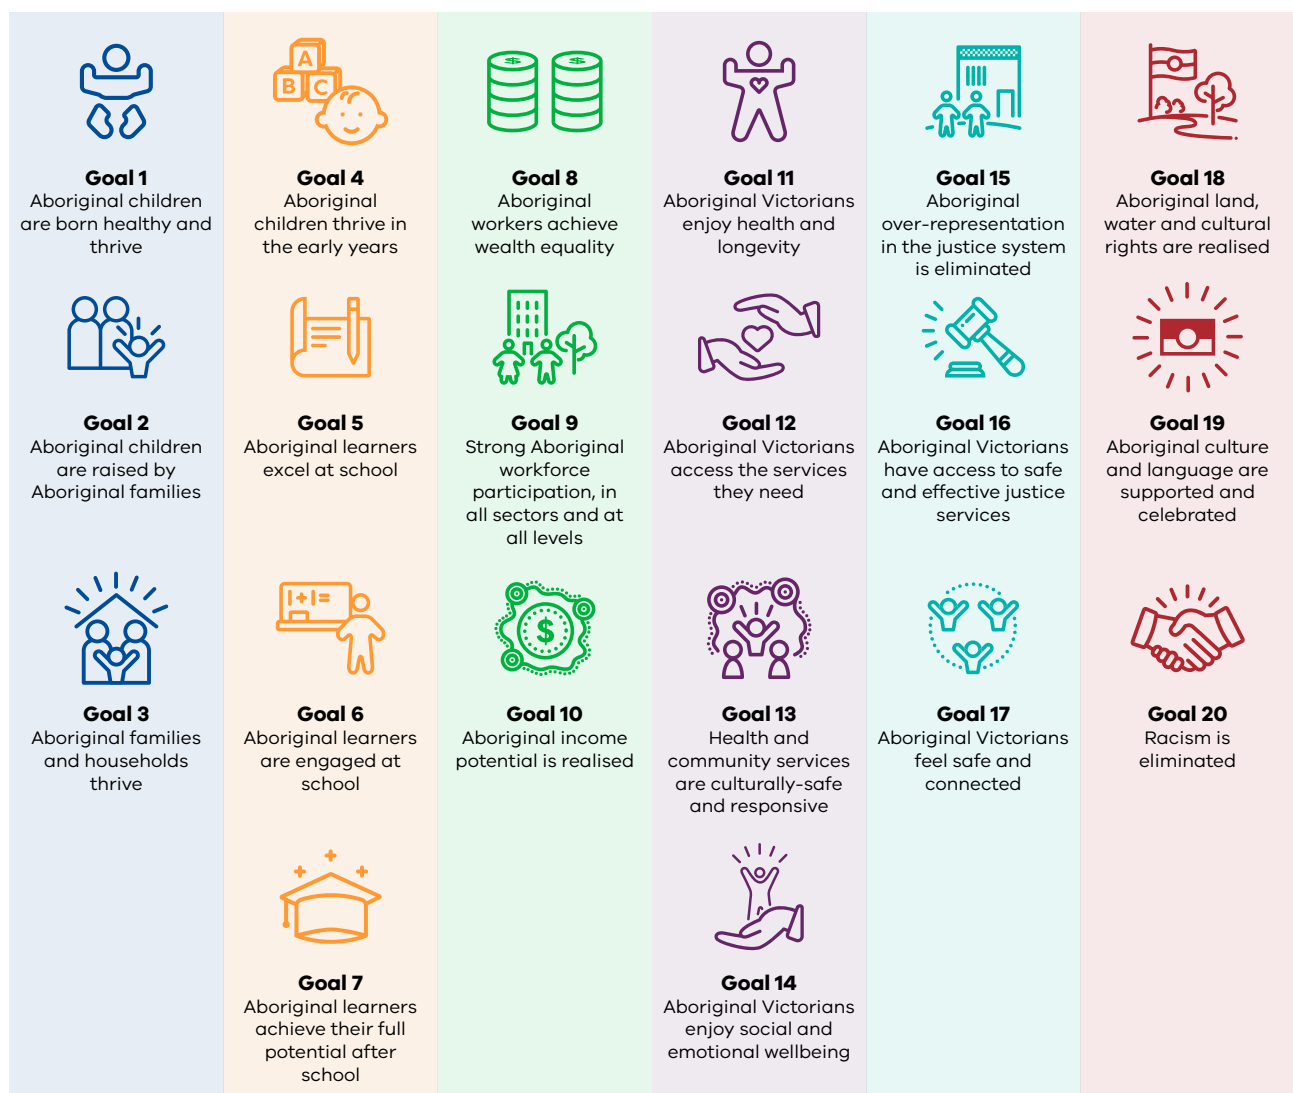 A
B
C
Goal 1
Aboriginal children
are born healthy and
thrive
Goal 2
Aboriginal children
are raised by
Aboriginal families
Goal 3
Aboriginal families
and households
thrive
Goal 4
Aboriginal
children thrive in
the early years
Goal 5
Aboriginal learners
excel at school
1+1=
Goal 6
Aboriginal learners
are engaged at
school
Goal 7
Aboriginal learners
achieve their full
potential after
school
$ $
Goal 8
Aboriginal
workers achieve
wealth equality
Goal 9
Strong Aboriginal
workforce
participation, in
all sectors and at
all levels
$
Goal 10
Aboriginal income
potential is realised
Goal 11
Aboriginal Victorians
enjoy health and
longevity
Goal 12
Aboriginal Victorians
access the services
they need
Goal 13
Health and
community services
are culturally-safe
and responsive
Goal 14
Aboriginal Victorians
enjoy social and
emotional wellbeing
Goal 15
Aboriginal
over-representation
in the justice system
is eliminated
Goal 16
Aboriginal Victorians
have access to safe
and effective justice
services
Goal 17
Aboriginal Victorians
feel safe and
connected
Goal 18
Aboriginal land,
water and cultural
rights are realised
Goal 19
Aboriginal culture
and language are
supported and
celebrated
Goal 20
Racism is
eliminated